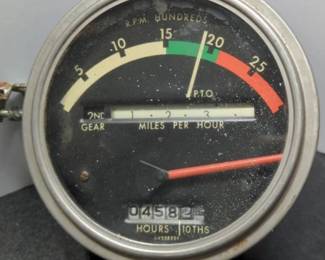 R.P.M. HUNDREDS
5 10 15 20 25
P.T.O
2ND GEAR
1 2 3
MILES PER HOUR
04582
HOURS 10THS